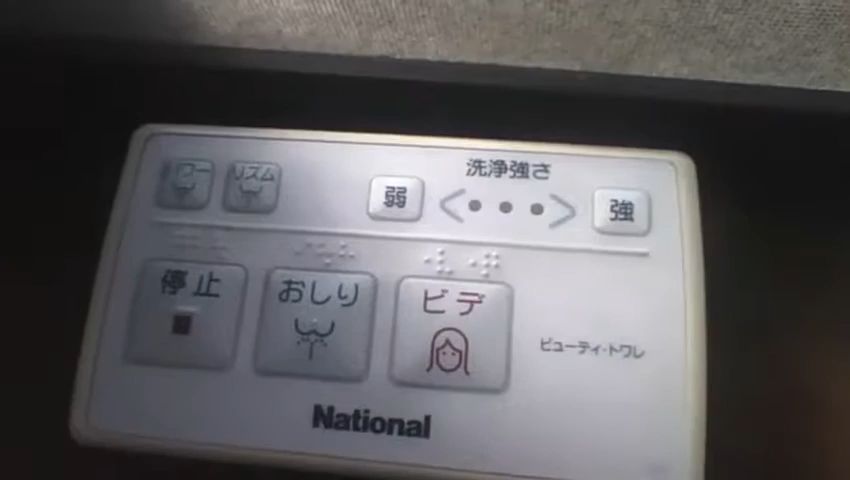 リズム
洗浄強さ
弱
強
停止
おしり
ビデ
ビューティ・トワレ
National